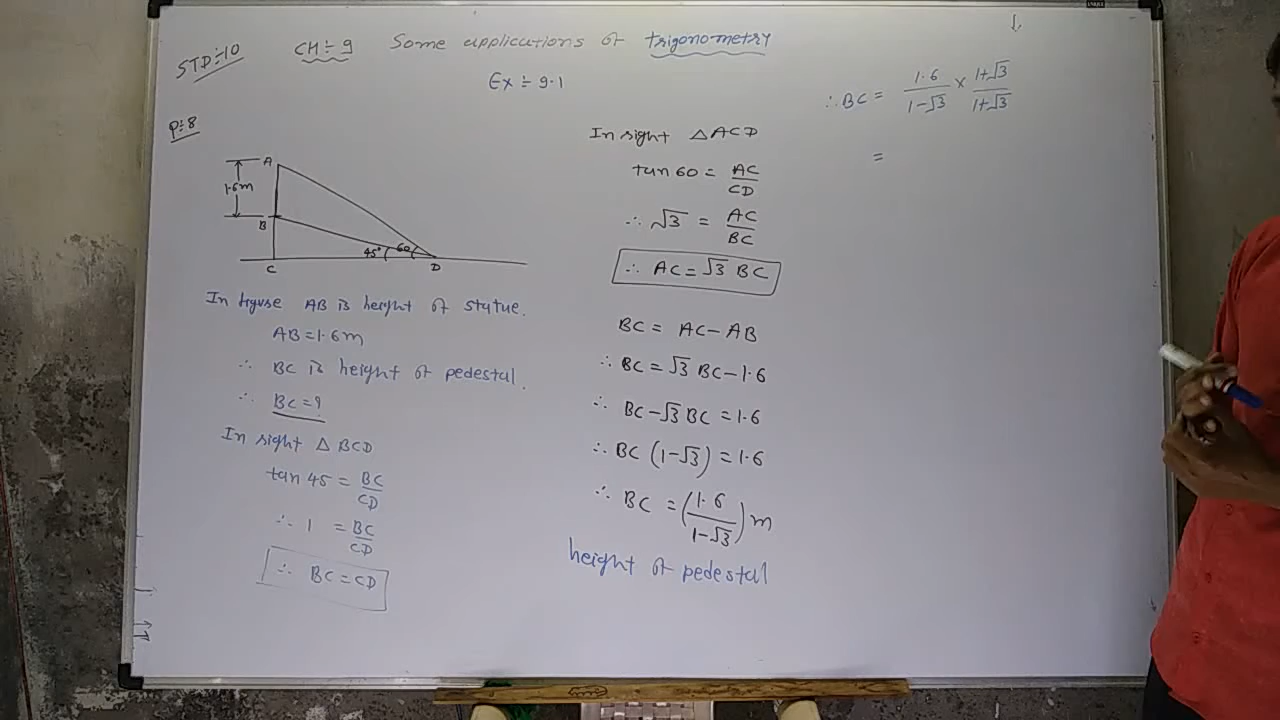 STD÷10
CH÷9 Some applications of trigonometry
Ex÷9.1
P÷8
A
1.6m
B
45° 60
C D
In figure AB is height of statue.
AB=1.6m
∴ BC is height of pedestal.
∴ BC=?
In right △ BCD
tan 45 = BC/CD
∴ 1 = BC/CD
∴ BC=CD
In right △ACD
tan 60 = AC/CD
∴ √3 = AC/BC
∴ AC=√3 BC
BC = AC-AB
∴ BC=√3 BC-1.6
∴ BC-√3 BC=1.6
∴ BC (1-√3)=1.6
∴ BC = (1.6/1-√3) m
height of pedestal
∴ BC = 1.6/1-√3 × 1+√3/1+√3
=